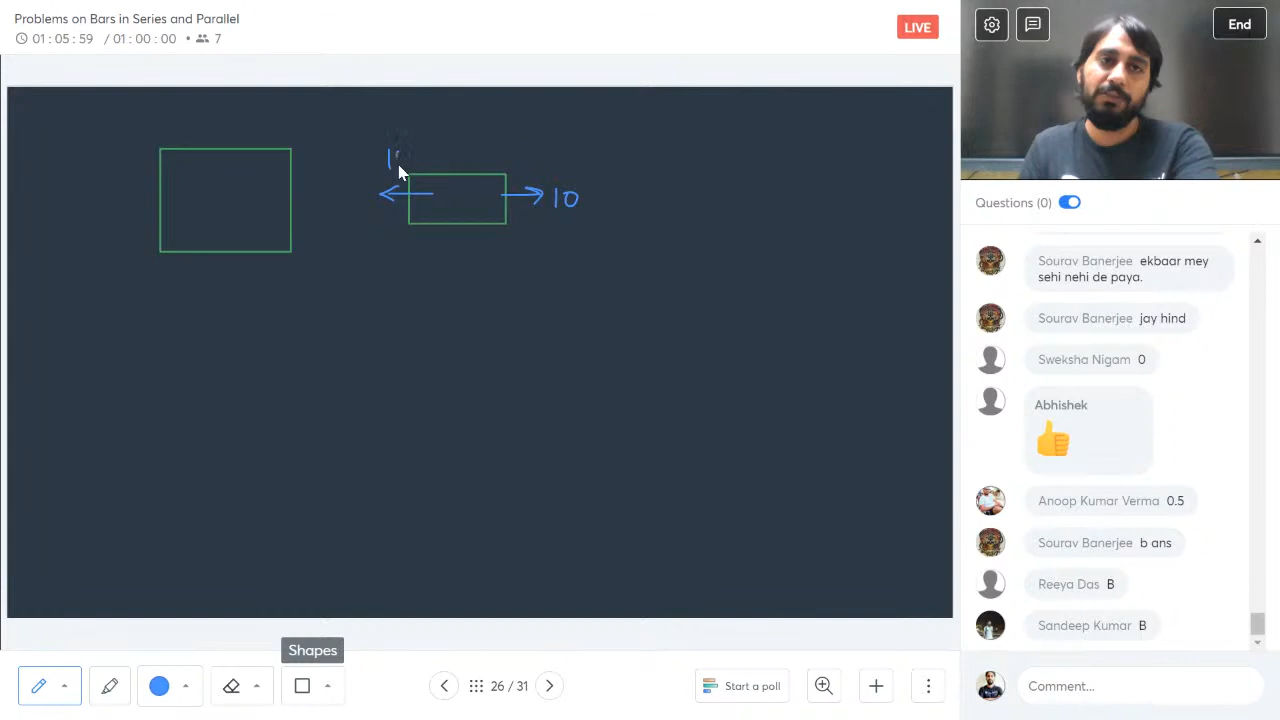 Problems on Bars in Series and Parallel
01:05:59 / 01:00:00 • 7
LIVE
End
10
Questions (0)
Sourav Banerjee ekbaar mey
sehi nehi de paya.
Sourav Banerjee jay hind
Sweksha Nigam 0
Abhishek
Anoop Kumar Verma 0.5
Sourav Banerjee b ans
Reeya Das B
Sandeep Kumar B
Shapes
26 / 31
Start a poll
Comment...